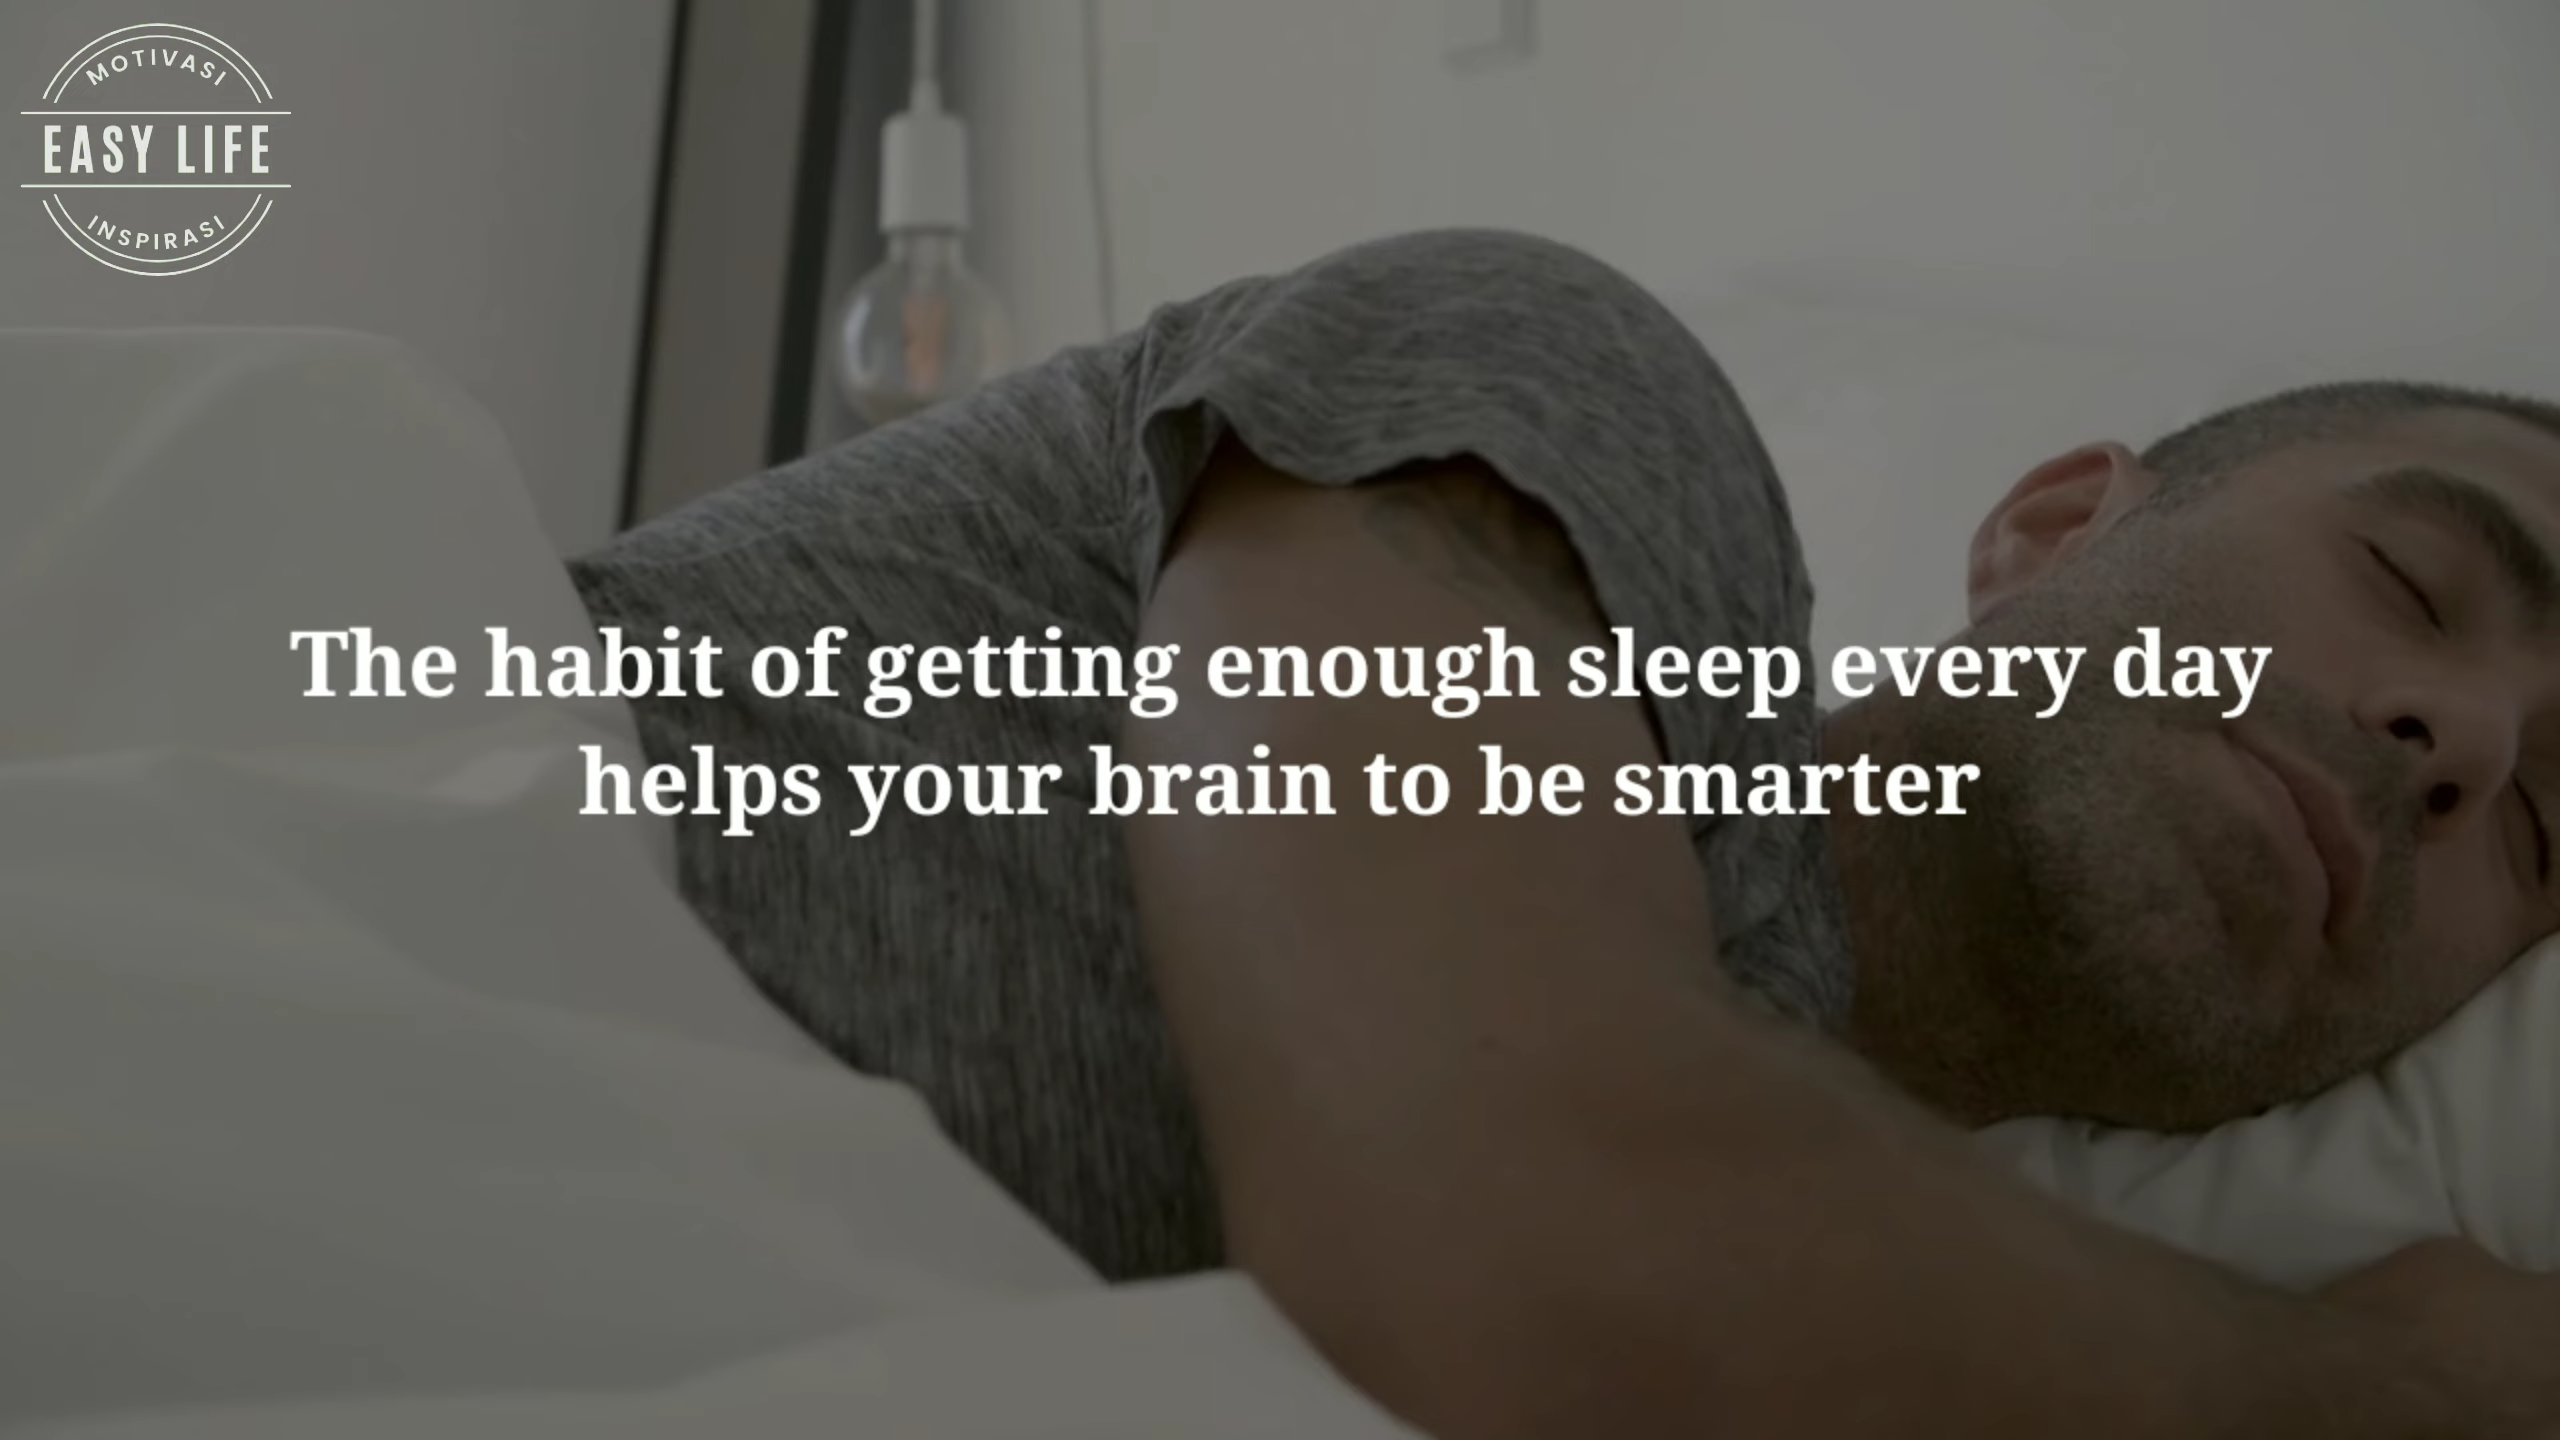 MOTIVASI
EASY LIFE
INSPIRASI
The habit of getting enough sleep every day
helps your brain to be smarter